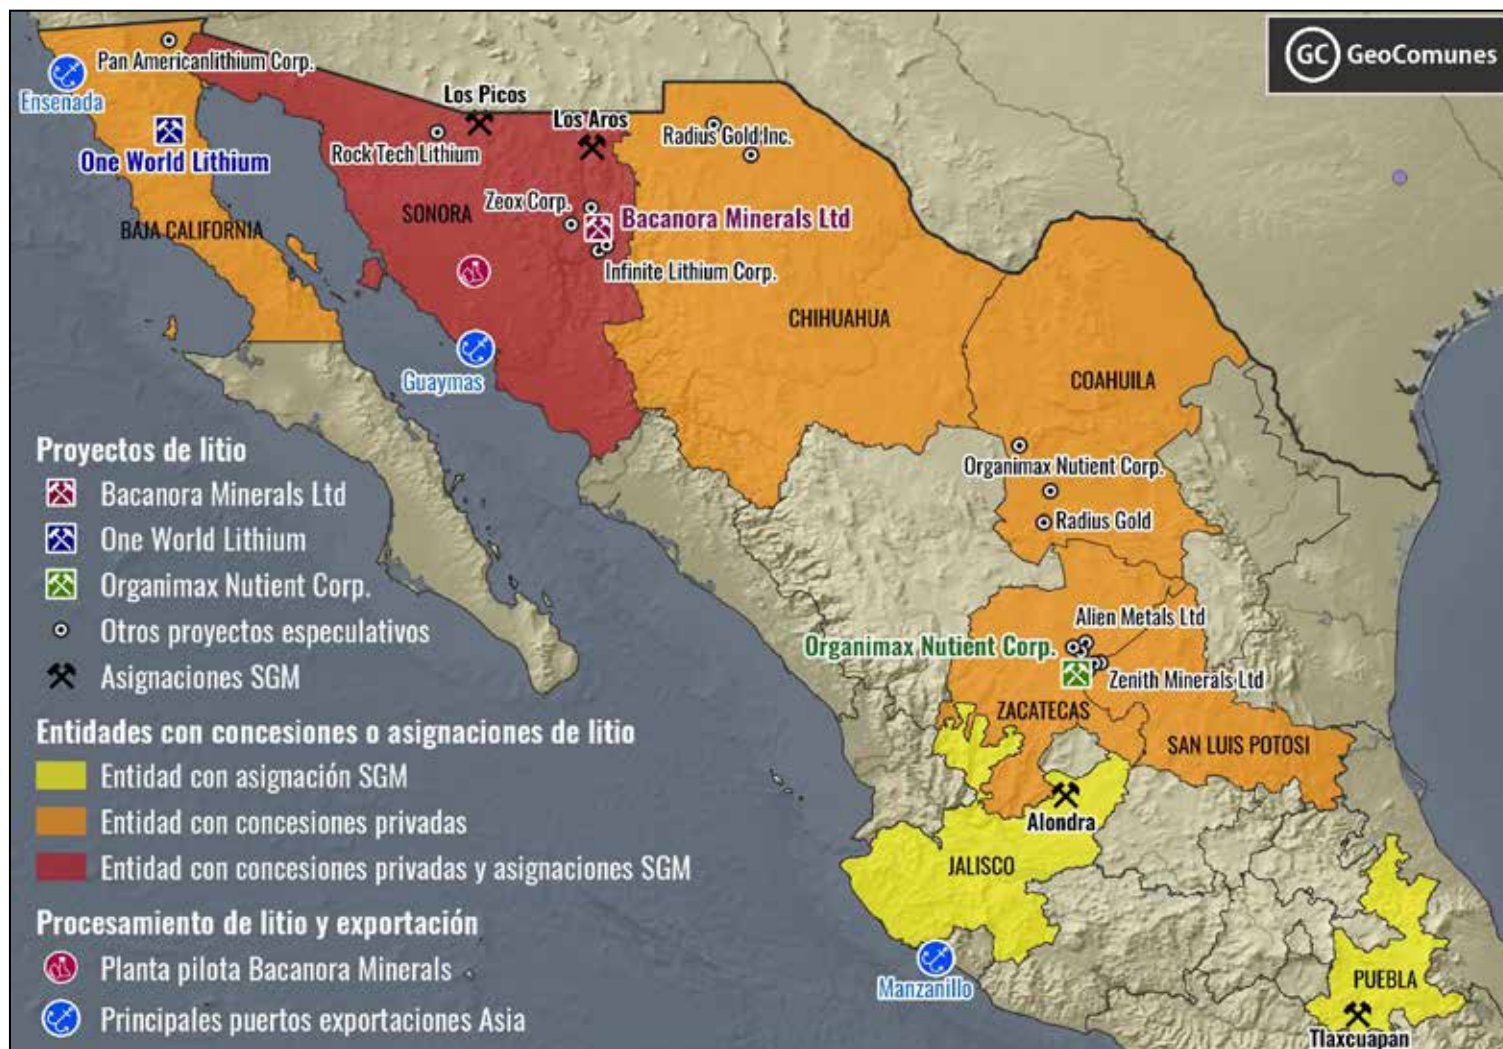 GC GeoComunes
Pan Americanlithium Corp.
Ensenada
One World Lithium
BAJA CALIFORNIA
Los Picos
Los Aros
Rock Tech Lithium
Radius Gold Inc.
SONORA
Zeox Corp.
Bacanora Minerals Ltd
Infinite Lithium Corp.
CHIHUAHUA
Guaymas
COAHUILA
Organimax Nutient Corp.
Radius Gold
Alien Metals Ltd
Organimax Nutient Corp.
Zenith Minerals Ltd
ZACATECAS
SAN LUIS POTOSI
Alondra
JALISCO
Manzanillo
PUEBLA
Tlaxcuapan
Proyectos de litio
Bacanora Minerals Ltd
One World Lithium
Organimax Nutient Corp.
Otros proyectos especulativos
Asignaciones SGM
Entidades con concesiones o asignaciones de litio
Entidad con asignación SGM
Entidad con concesiones privadas
Entidad con concesiones privadas y asignaciones SGM
Procesamiento de litio y exportación
Planta pilota Bacanora Minerals
Principales puertos exportaciones Asia